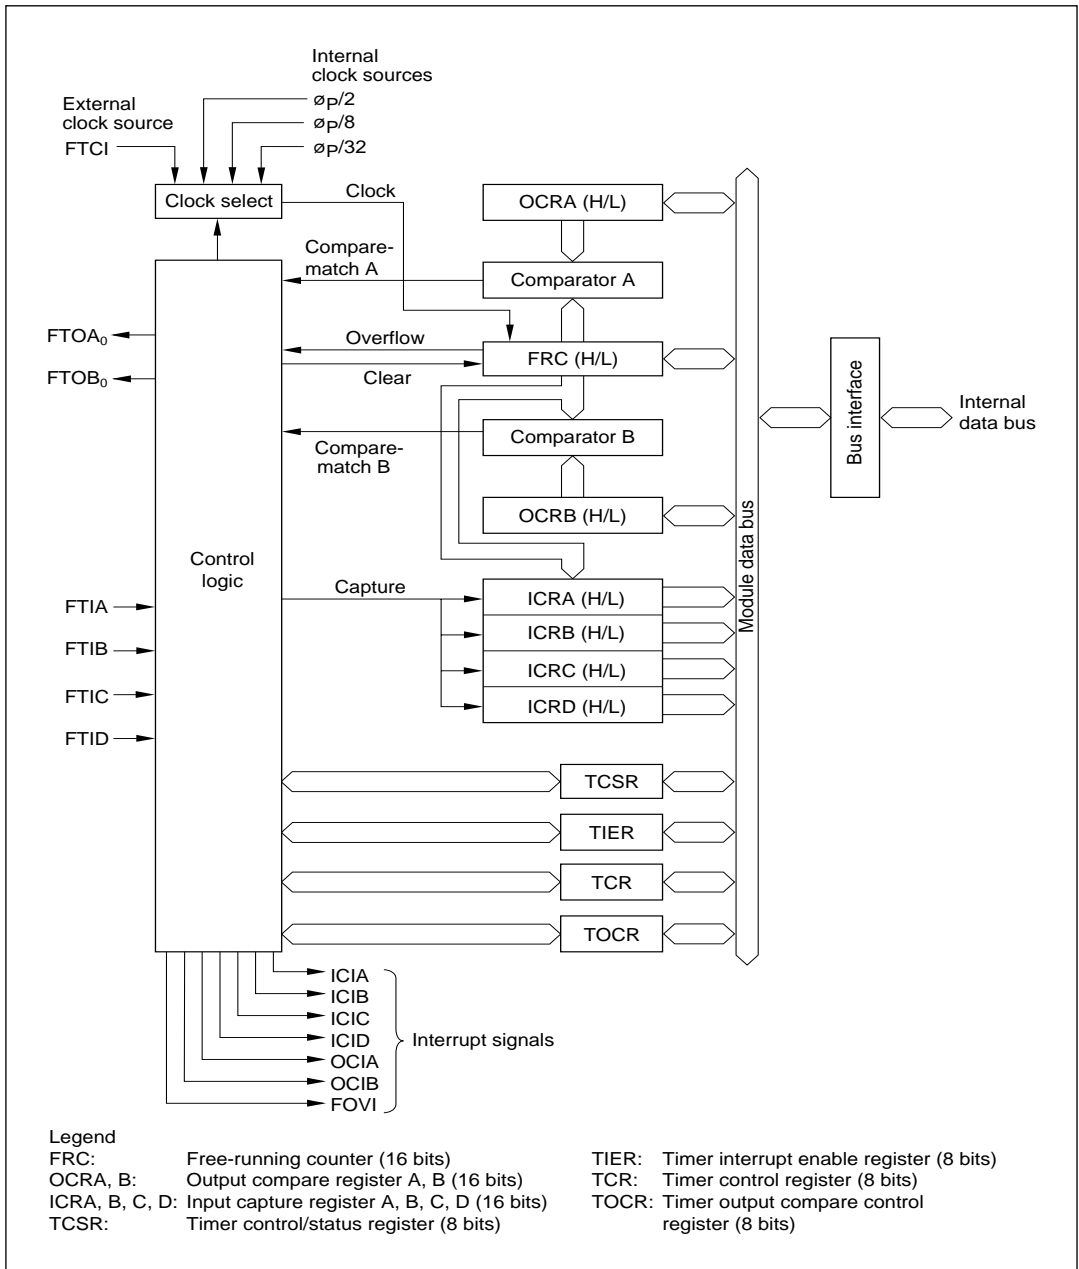 Internal
clock sources
øP/2
øP/8
øP/32
External
clock source
FTCI
Clock select
Clock
OCRA (H/L)
Compare-
match A
Comparator A
FTOA0
Overflow
FRC (H/L)
FTOB0
Clear
Compare-
match B
Comparator B
OCRB (H/L)
Bus interface
Internal
data bus
Module data bus
Control
logic
Capture
FTIA
FTIB
FTIC
FTID
ICRA (H/L)
ICRB (H/L)
ICRC (H/L)
ICRD (H/L)
TCSR
TIER
TCR
TOCR
ICIA
ICIB
ICIC
ICID
OCIA
OCIB
FOVI
Interrupt signals
Legend
FRC: Free-running counter (16 bits)
OCRA, B: Output compare register A, B (16 bits)
ICRA, B, C, D: Input capture register A, B, C, D (16 bits)
TCSR: Timer control/status register (8 bits)
TIER: Timer interrupt enable register (8 bits)
TCR: Timer control register (8 bits)
TOCR: Timer output compare control
register (8 bits)